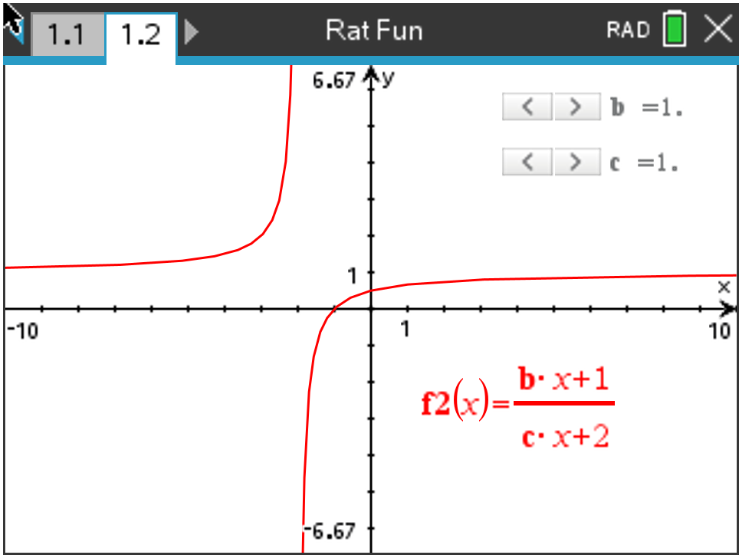 1.1 1.2 Rat Fun RAD
6.67 y
b =1.
c =1.
1
x
-10 1 10
f2(x)=b· x+1
c· x+2
-6.67